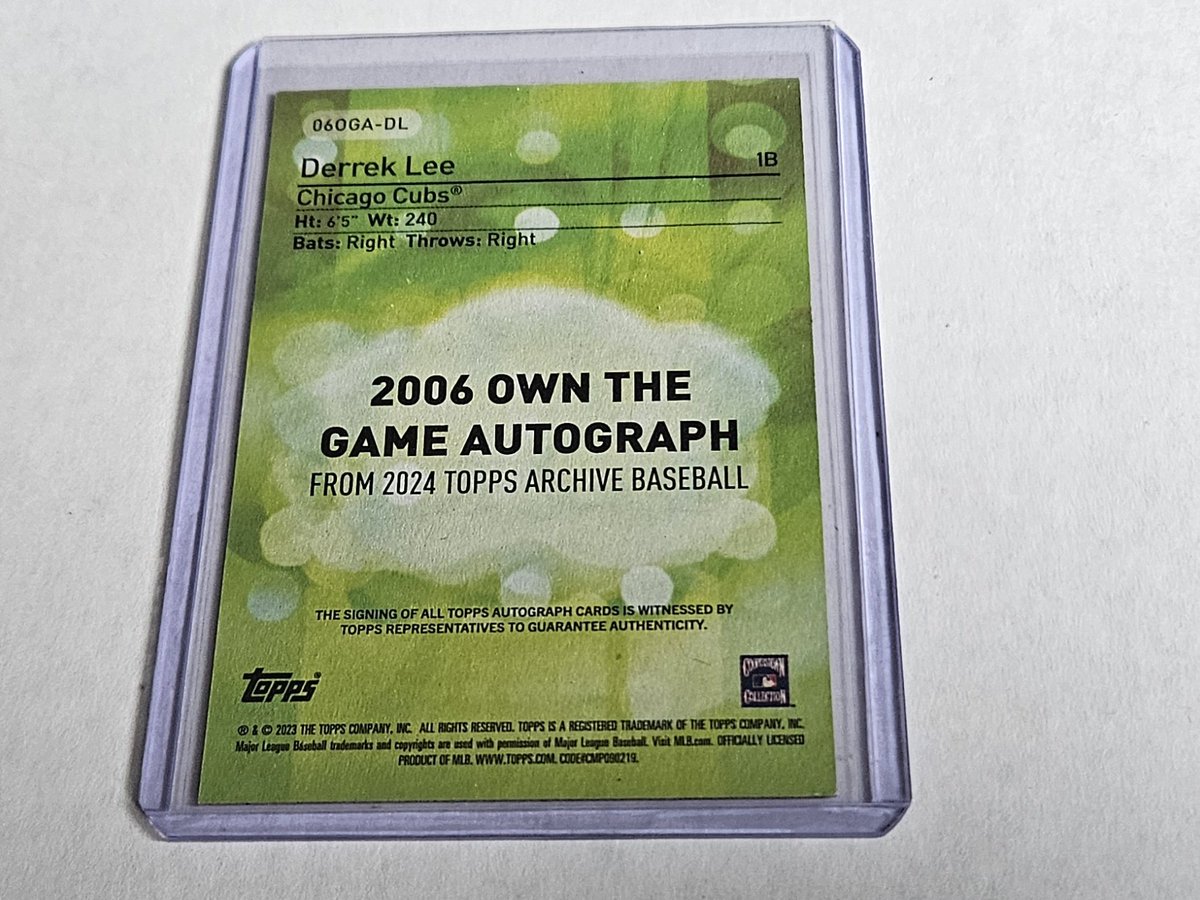 06OGA-DL
Derrek Lee 1B
Chicago Cubs®
Ht: 6'5" Wt: 240
Bats: Right Throws: Right
2006 OWN THE
GAME AUTOGRAPH
FROM 2024 TOPPS ARCHIVE BASEBALL
THE SIGNING OF ALL TOPPS AUTOGRAPH CARDS IS WITNESSED BY
TOPPS REPRESENTATIVES TO GUARANTEE AUTHENTICITY.
topps®
COOPERSTOWN
COLLECTION™
® & © 2023 THE TOPPS COMPANY, INC. ALL RIGHTS RESERVED. TOPPS IS A REGISTERED TRADEMARK OF THE TOPPS COMPANY, INC.
Major League Baseball trademarks and copyrights are used with permission of Major League Baseball. Visit MLB.com. OFFICIALLY LICENSED
PRODUCT OF MLB. WWW.TOPPS.COM. CODE#CMP090219.